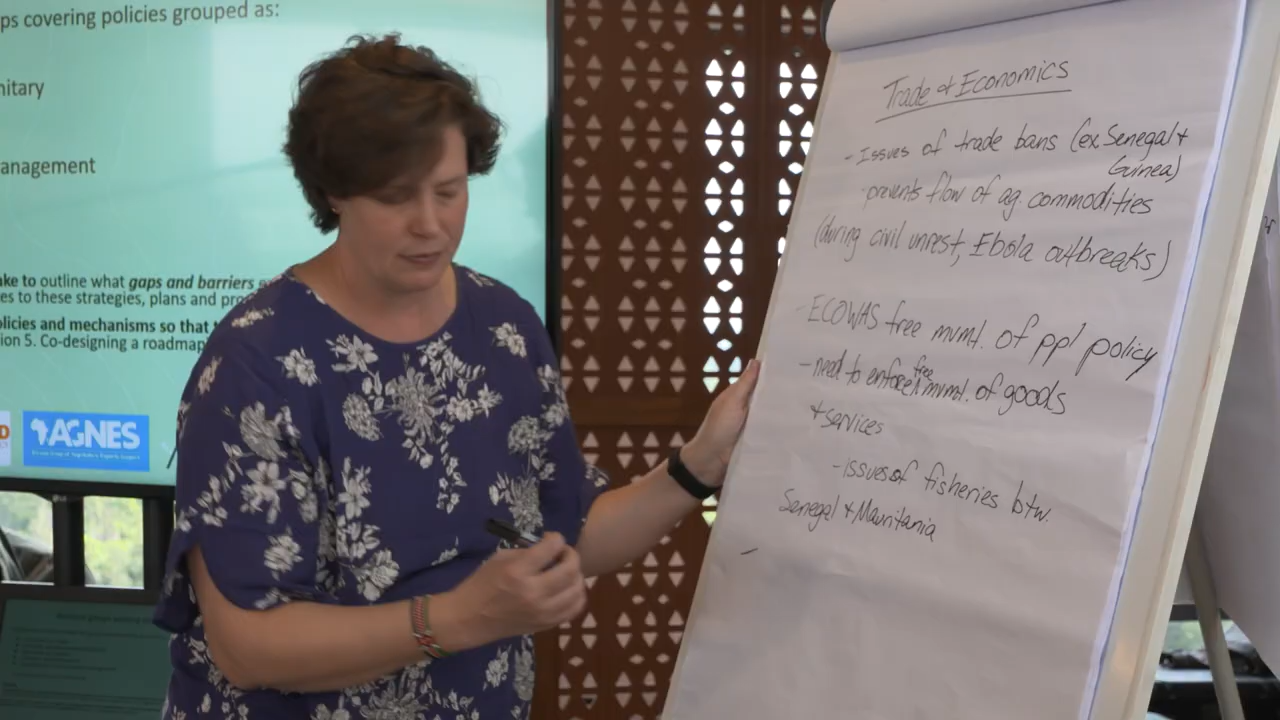 ps covering policies grouped as:
nitary
anagement
ke to outline what gaps and barriers
es to these strategies, plans and pro
olicies and mechanisms so that t
ion 5. Co-designing a roadmap
D
AGNES
Trade & Economics
- Issues of trade bans (ex Senegal +
Guinea)
- prevents flow of ag. commodities
(during civil unrest, Ebola outbreaks)
- ECOWAS free mvmt. of ppl policy
- need to enforce free mvmt. of goods
+ services
- issues of fisheries btw.
Senegal + Mauritania
-